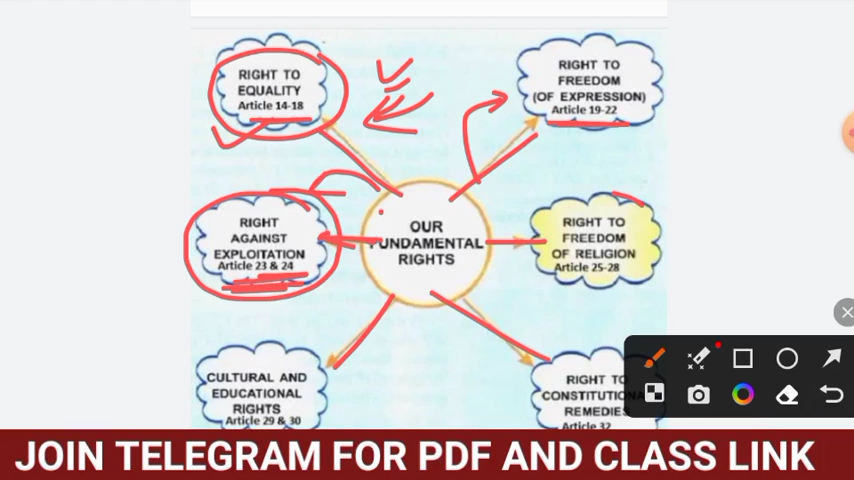 RIGHT TO
EQUALITY
Article 14-18
RIGHT TO
FREEDOM
(OF EXPRESSION)
Article 19-22
RIGHT
AGAINST
EXPLOITATION
Article 23 & 24
OUR
FUNDAMENTAL
RIGHTS
RIGHT TO
FREEDOM
OF RELIGION
Article 25-28
CULTURAL AND
EDUCATIONAL
RIGHTS
Article 29 & 30
RIGHT TO
CONSTITUTIONA
REMEDIES
Article 32
JOIN TELEGRAM FOR PDF AND CLASS LINK